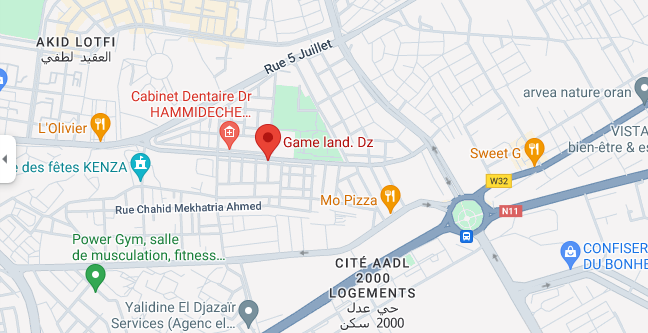 AKID LOTFI
العقيد لطفي
Rue 5 Juillet
Cabinet Dentaire Dr
HAMMIDECHE...
arvea nature oran
L'Olivier
Game land. Dz
VISTA
bien-être & es
Sweet G
e des fêtes KENZA
W32
Mo Pizza
Rue Chahid Mekhatria Ahmed
N11
Power Gym, salle
de musculation, fitness...
CITÉ AADL
2000
LOGEMENTS
حي عدل
2000 سكن
CONFISER
DU BONHE
Yalidine El Djazaïr
Services (Agence el...